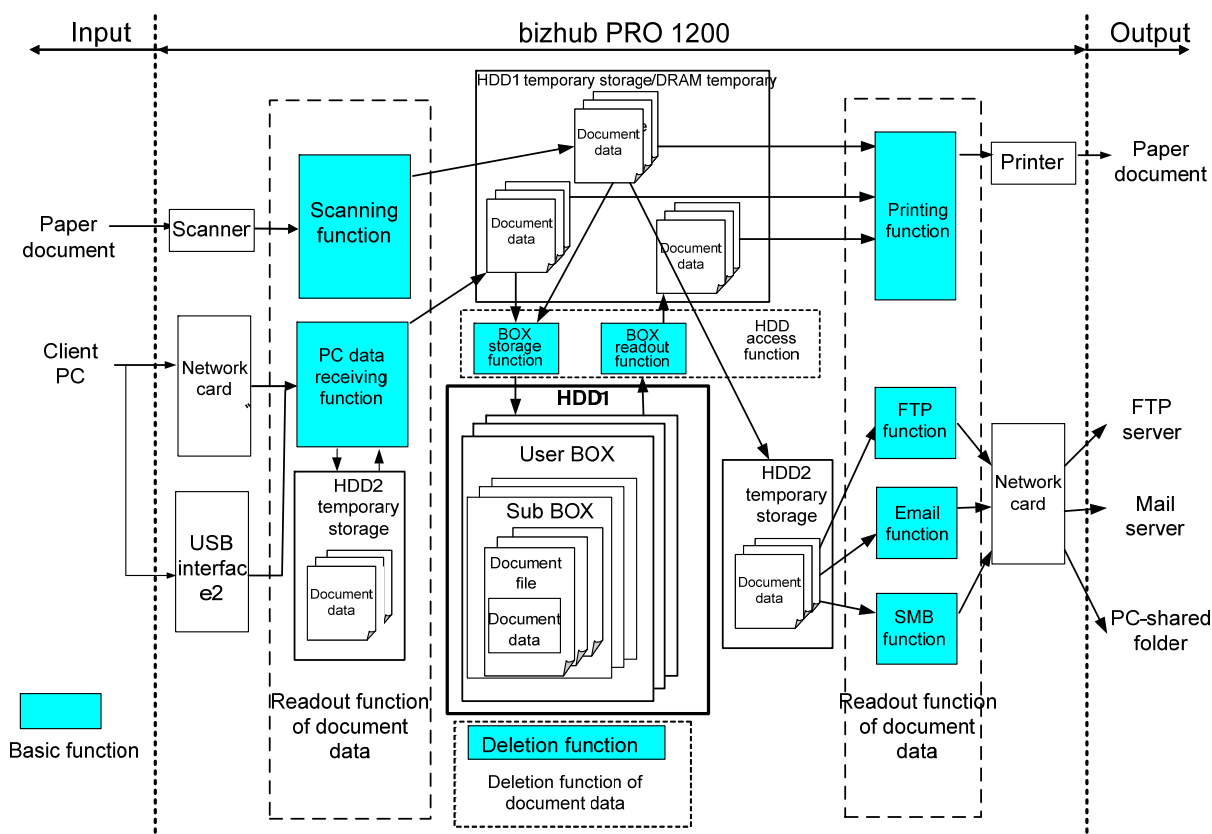 Input
bizhub PRO 1200
Output
HDD1 temporary storage/DRAM temporary
Document
data
Scanning
function
Document
data
Document
data
Printing
function
Printer
Paper
document
Paper
document
Scanner
BOX
storage
function
BOX
readout
function
HDD
access
function
Client
PC
Network
card
PC data
receiving
function
HDD1
User BOX
Sub BOX
Document
file
Document
data
HDD2
temporary
storage
Document
data
USB
interfac
e2
HDD2
temporary
storage
Document
data
FTP
function
Email
function
SMB
function
Network
card
FTP
server
Mail
server
PC-shared
folder
Readout function
of document
data
Readout function
of document
data
Basic function
Deletion function
Deletion function of
document data